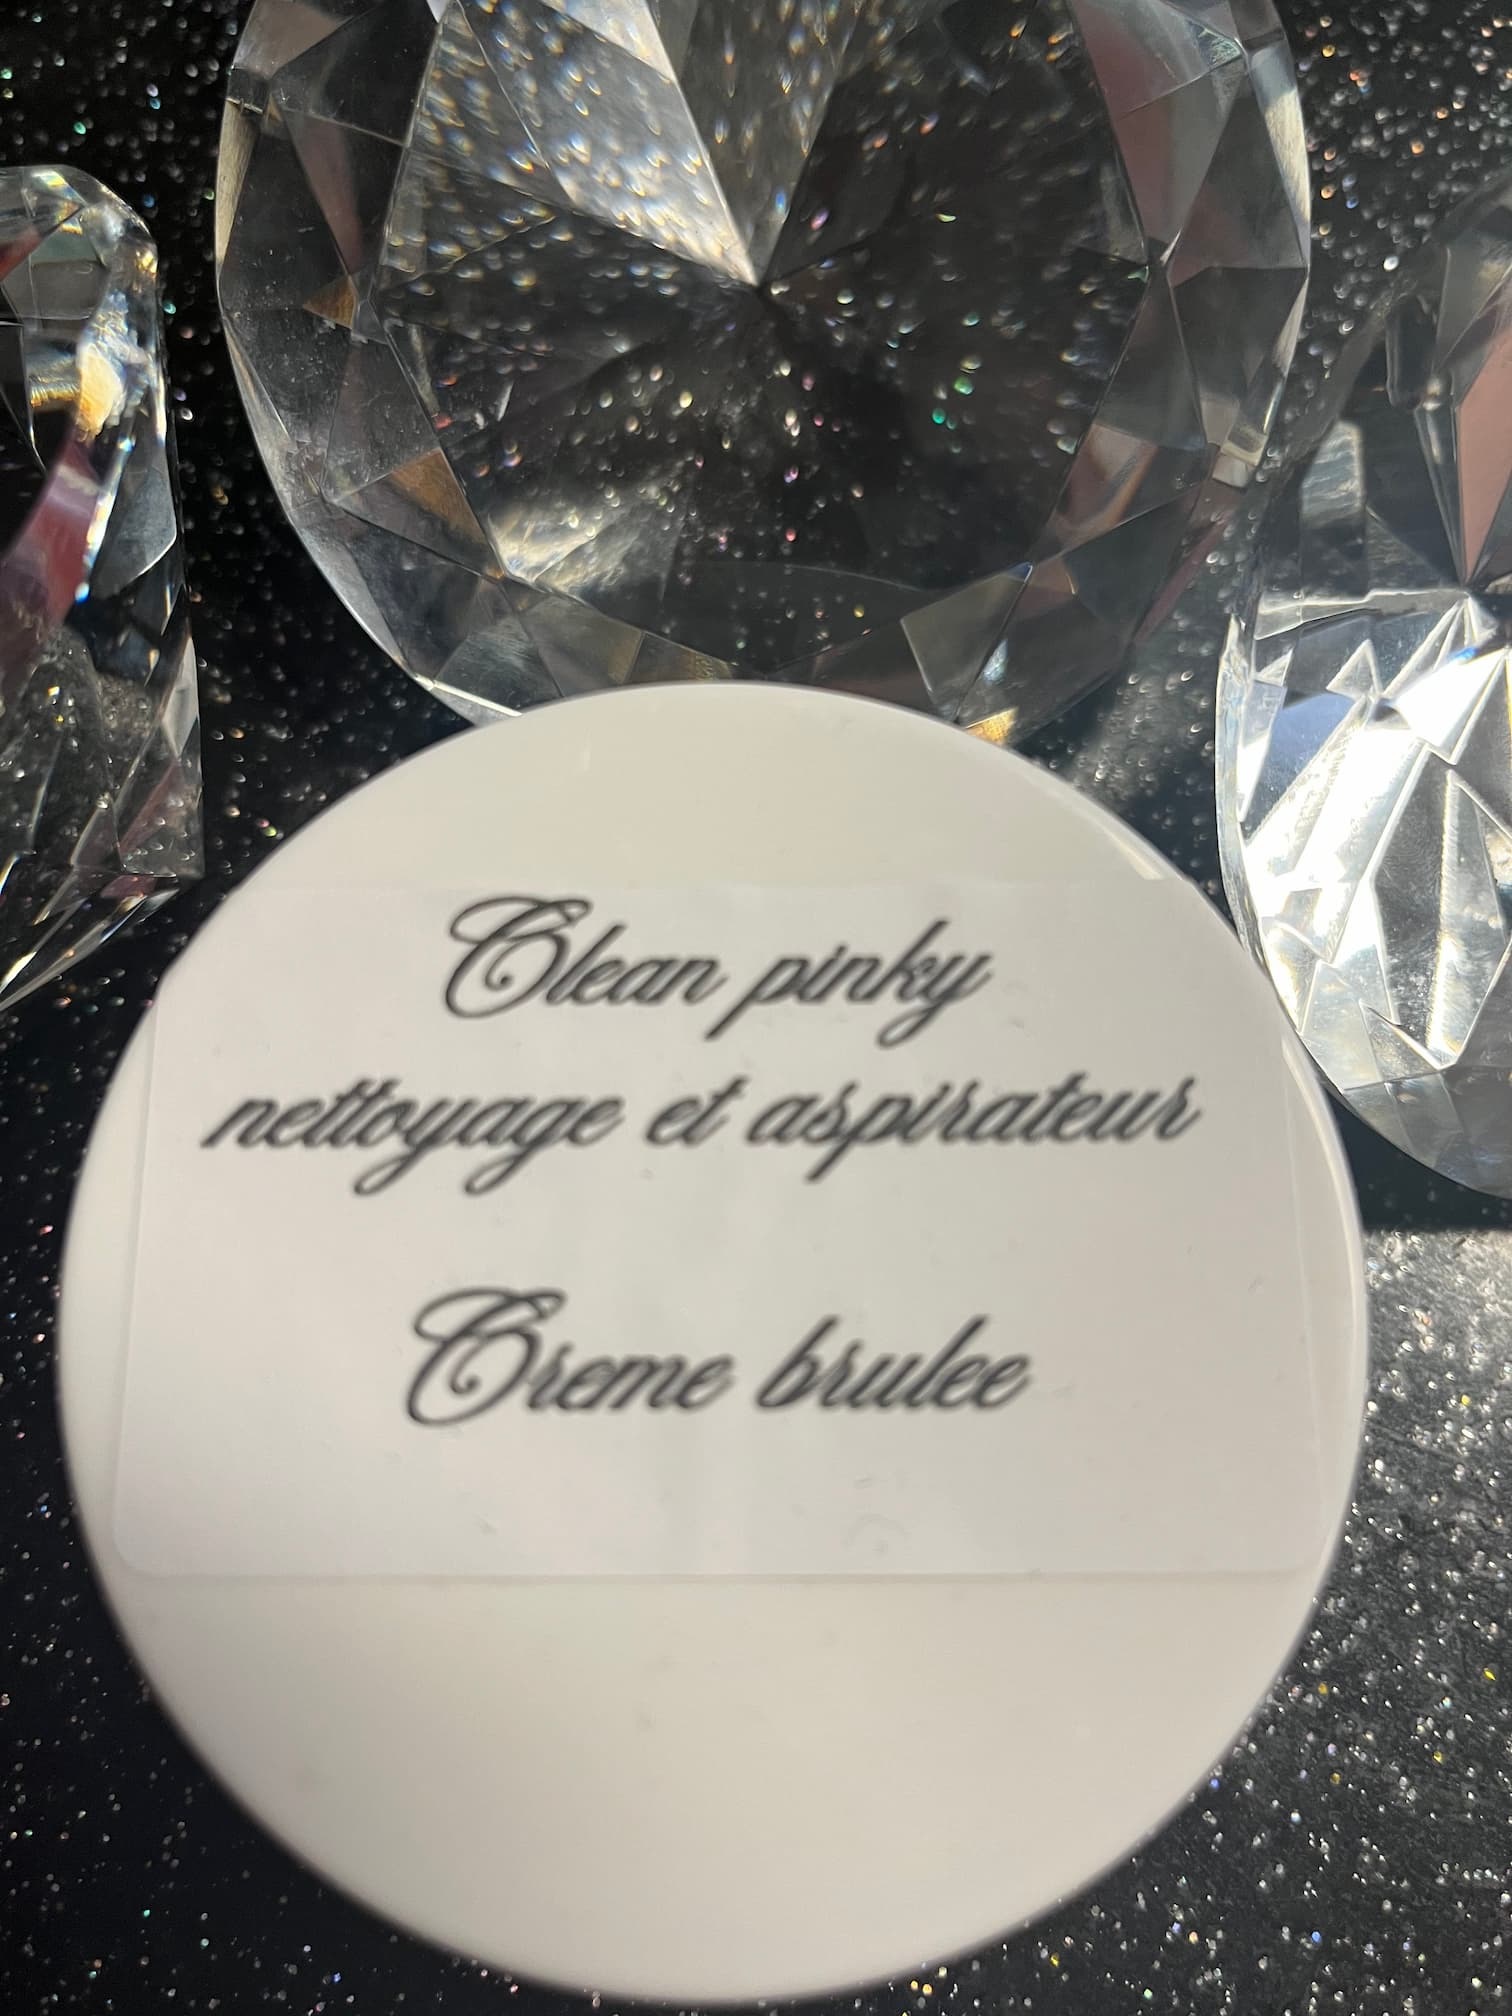 Clean pinky
nettoyage et aspirateur
Creme brulee